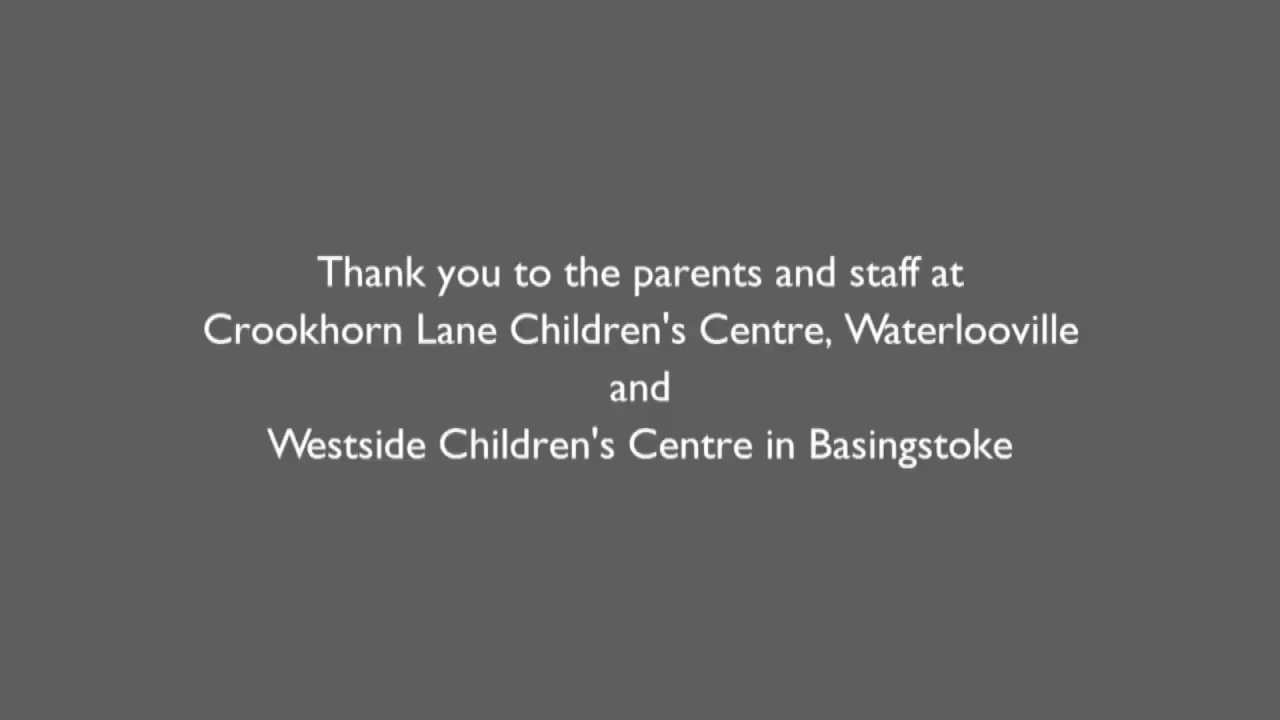 Thank you to the parents and staff at
Crookhorn Lane Children's Centre, Waterlooville
and
Westside Children's Centre in Basingstoke